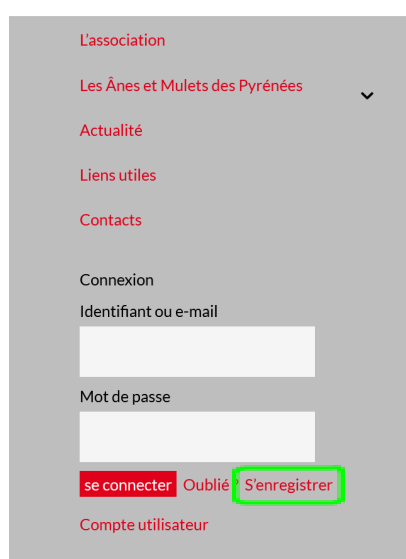 L'association
Les Ânes et Mulets des Pyrénées
Actualité
Liens utiles
Contacts
Connexion
Identifiant ou e-mail
Mot de passe
se connecter Oublié ? S'enregistrer
Compte utilisateur